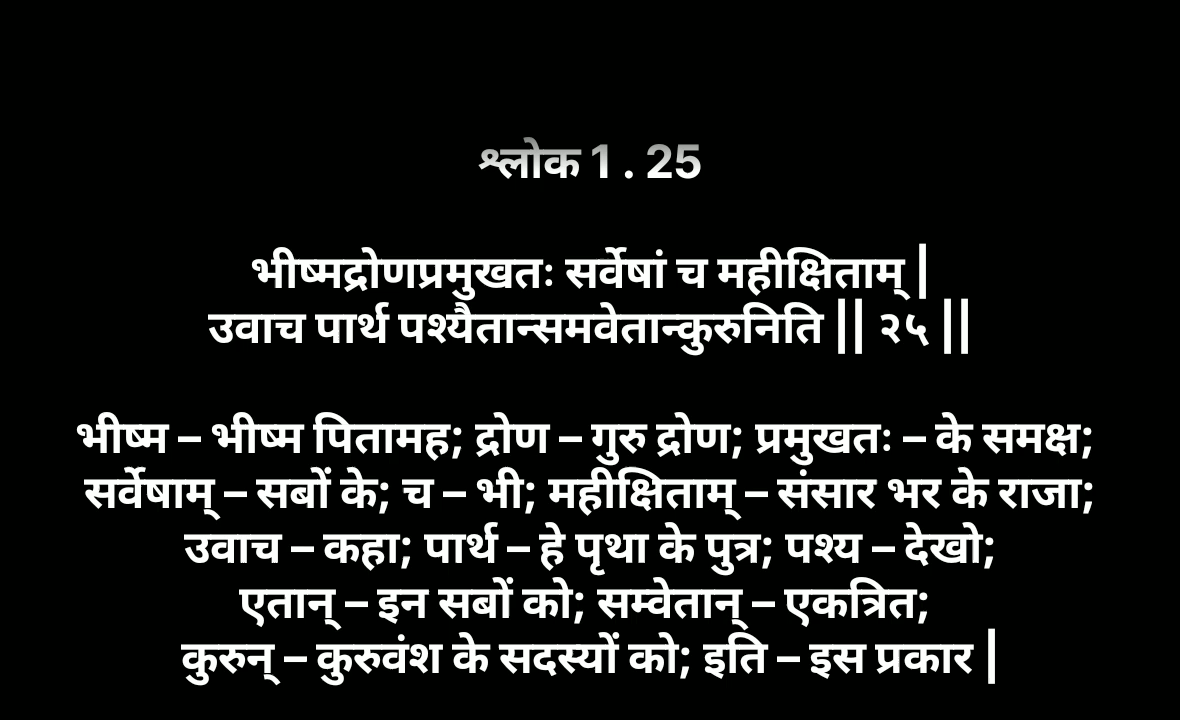 श्लोक 1 . 25
भीष्मद्रोणप्रमुखतः सर्वेषां च महीक्षिताम् |
उवाच पार्थ पश्यैतान्समवेतान्कुरुनिति || २५ ||
भीष्म – भीष्म पितामह; द्रोण – गुरु द्रोण; प्रमुखतः – के समक्ष;
सर्वेषाम् – सबों के; च – भी; महीक्षिताम् – संसार भर के राजा;
उवाच – कहा; पार्थ – हे पृथा के पुत्र; पश्य – देखो;
एतान् – इन सबों को; सम्वेतान् – एकत्रित;
कुरुन् – कुरुवंश के सदस्यों को; इति – इस प्रकार |